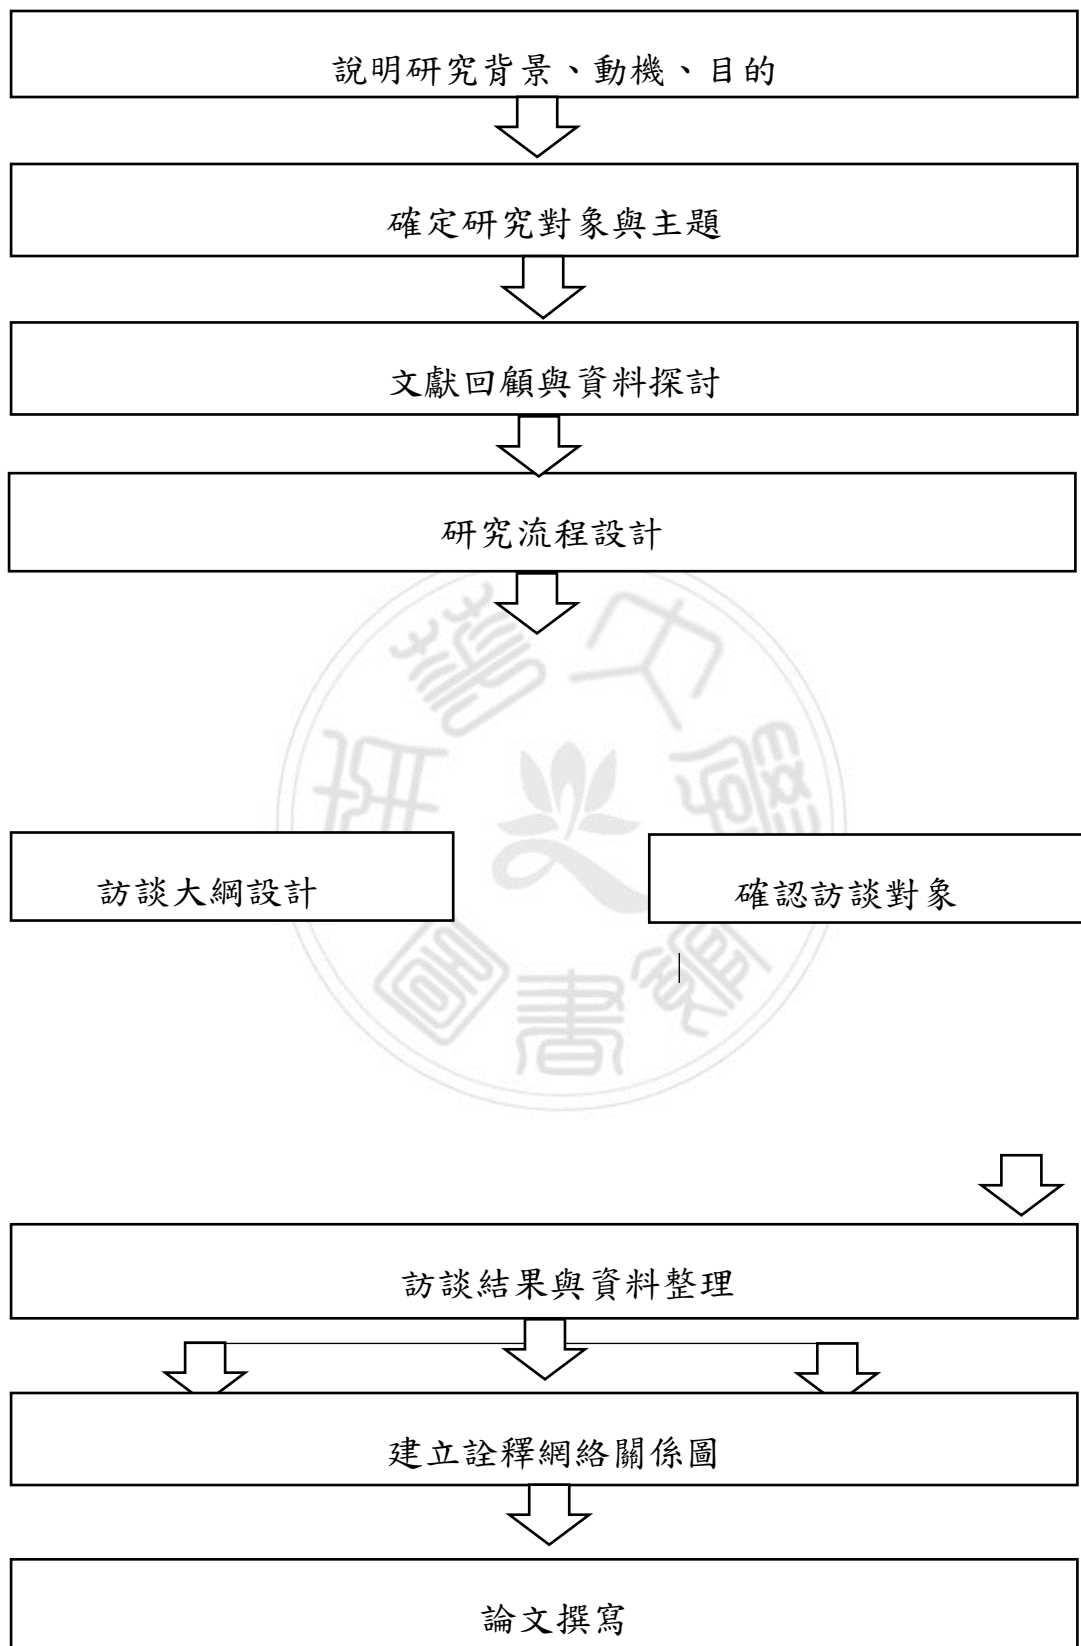 說明研究背景、動機、目的
確定研究對象與主題
文獻回顧與資料探討
研究流程設計
訪談大綱設計
確認訪談對象
訪談結果與資料整理
建立詮釋網絡關係圖
論文撰寫